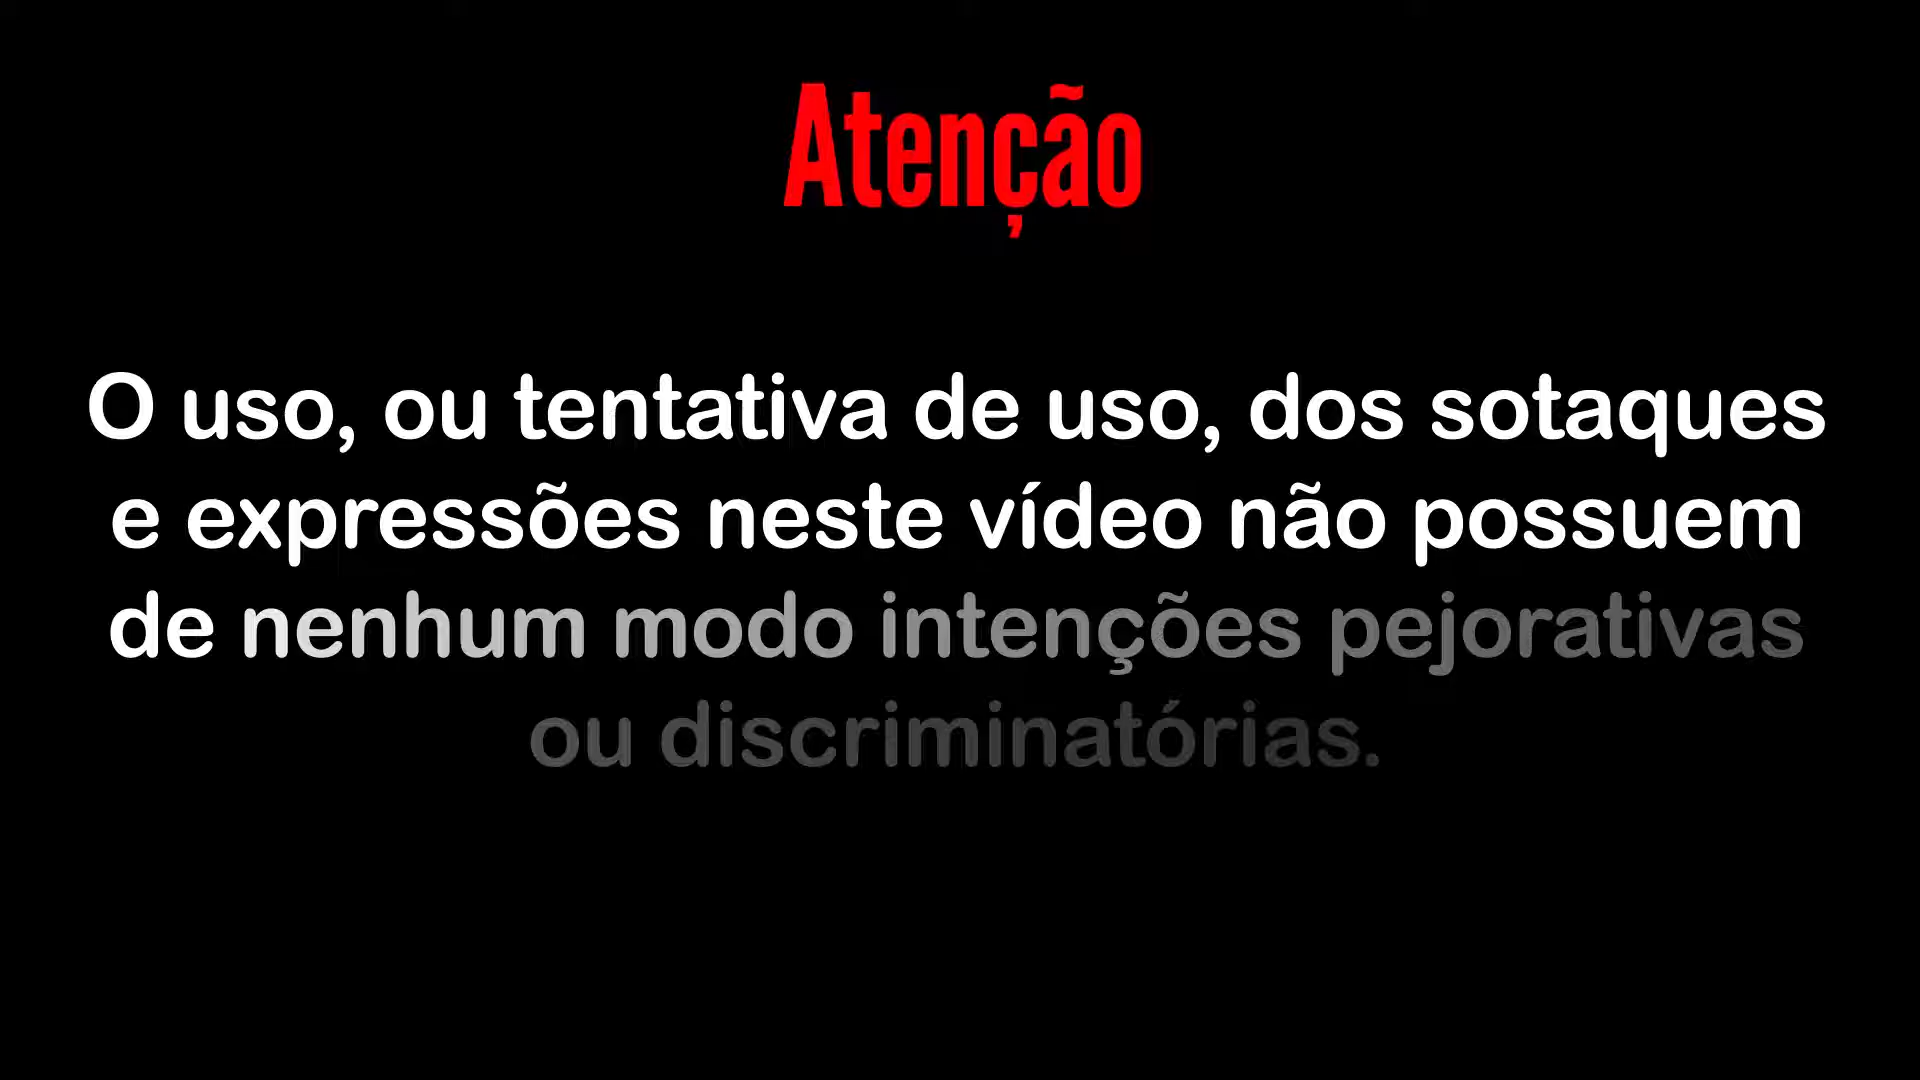 Atenção
O uso, ou tentativa de uso, dos sotaques
e expressões neste vídeo não possuem
de nenhum modo intenções pejorativas
ou discriminatórias.